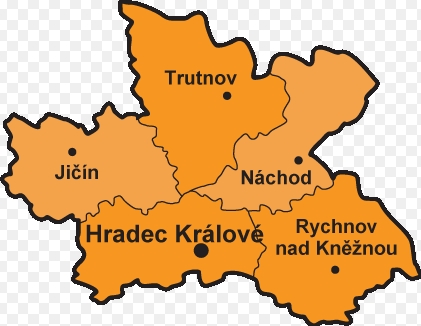 Trutnov
Jičín
Náchod
Hradec Králové
Rychnov
nad Kněžnou